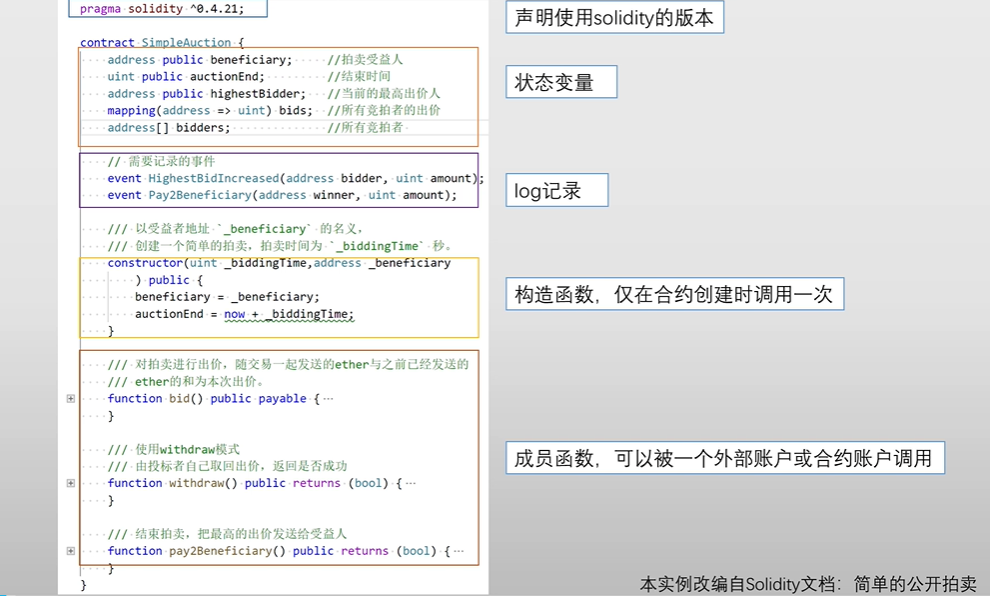 pragma solidity ^0.4.21;
声明使用solidity的版本
contract SimpleAuction {
address public beneficiary; //拍卖受益人
uint public auctionEnd; //结束时间
address public highestBidder; //当前的最高出价人
mapping(address => uint) bids; //所有竞拍者的出价
address[] bidders; //所有竞拍者
状态变量
// 需要记录的事件
event HighestBidIncreased(address bidder, uint amount);
event Pay2Beneficiary(address winner, uint amount);
log记录
/// 以受益者地址 `_beneficiary` 的名义,
/// 创建一个简单的拍卖，拍卖时间为 `_biddingTime` 秒。
constructor(uint _biddingTime,address _beneficiary
) public {
beneficiary = _beneficiary;
auctionEnd = now + _biddingTime;
}
构造函数，仅在合约创建时调用一次
/// 对拍卖进行出价，随交易一起发送的ether与之前已经发送的
/// ether的和为本次出价。
function bid() public payable {…
}
/// 使用withdraw模式
/// 由投标者自己取回出价，返回是否成功
function withdraw() public returns (bool) {…
}
成员函数，可以被一个外部账户或合约账户调用
/// 结束拍卖，把最高的出价发送给受益人
function pay2Beneficiary() public returns (bool) {…
}
}
本实例改编自Solidity文档：简单的公开拍卖